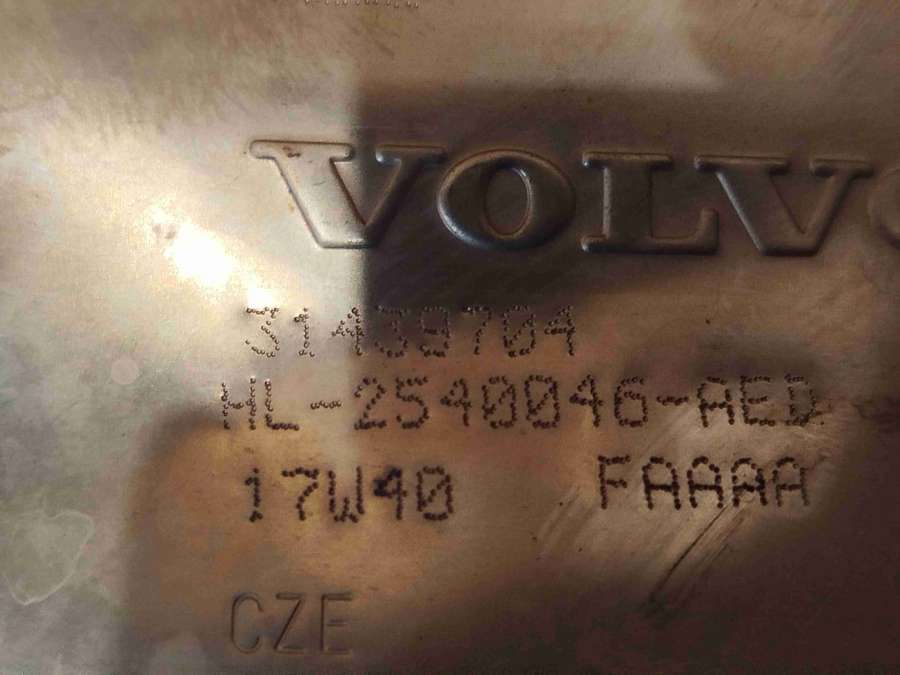 VOLVO
31439704
HL-2540046-AED
17W40 FAAAA
CZE